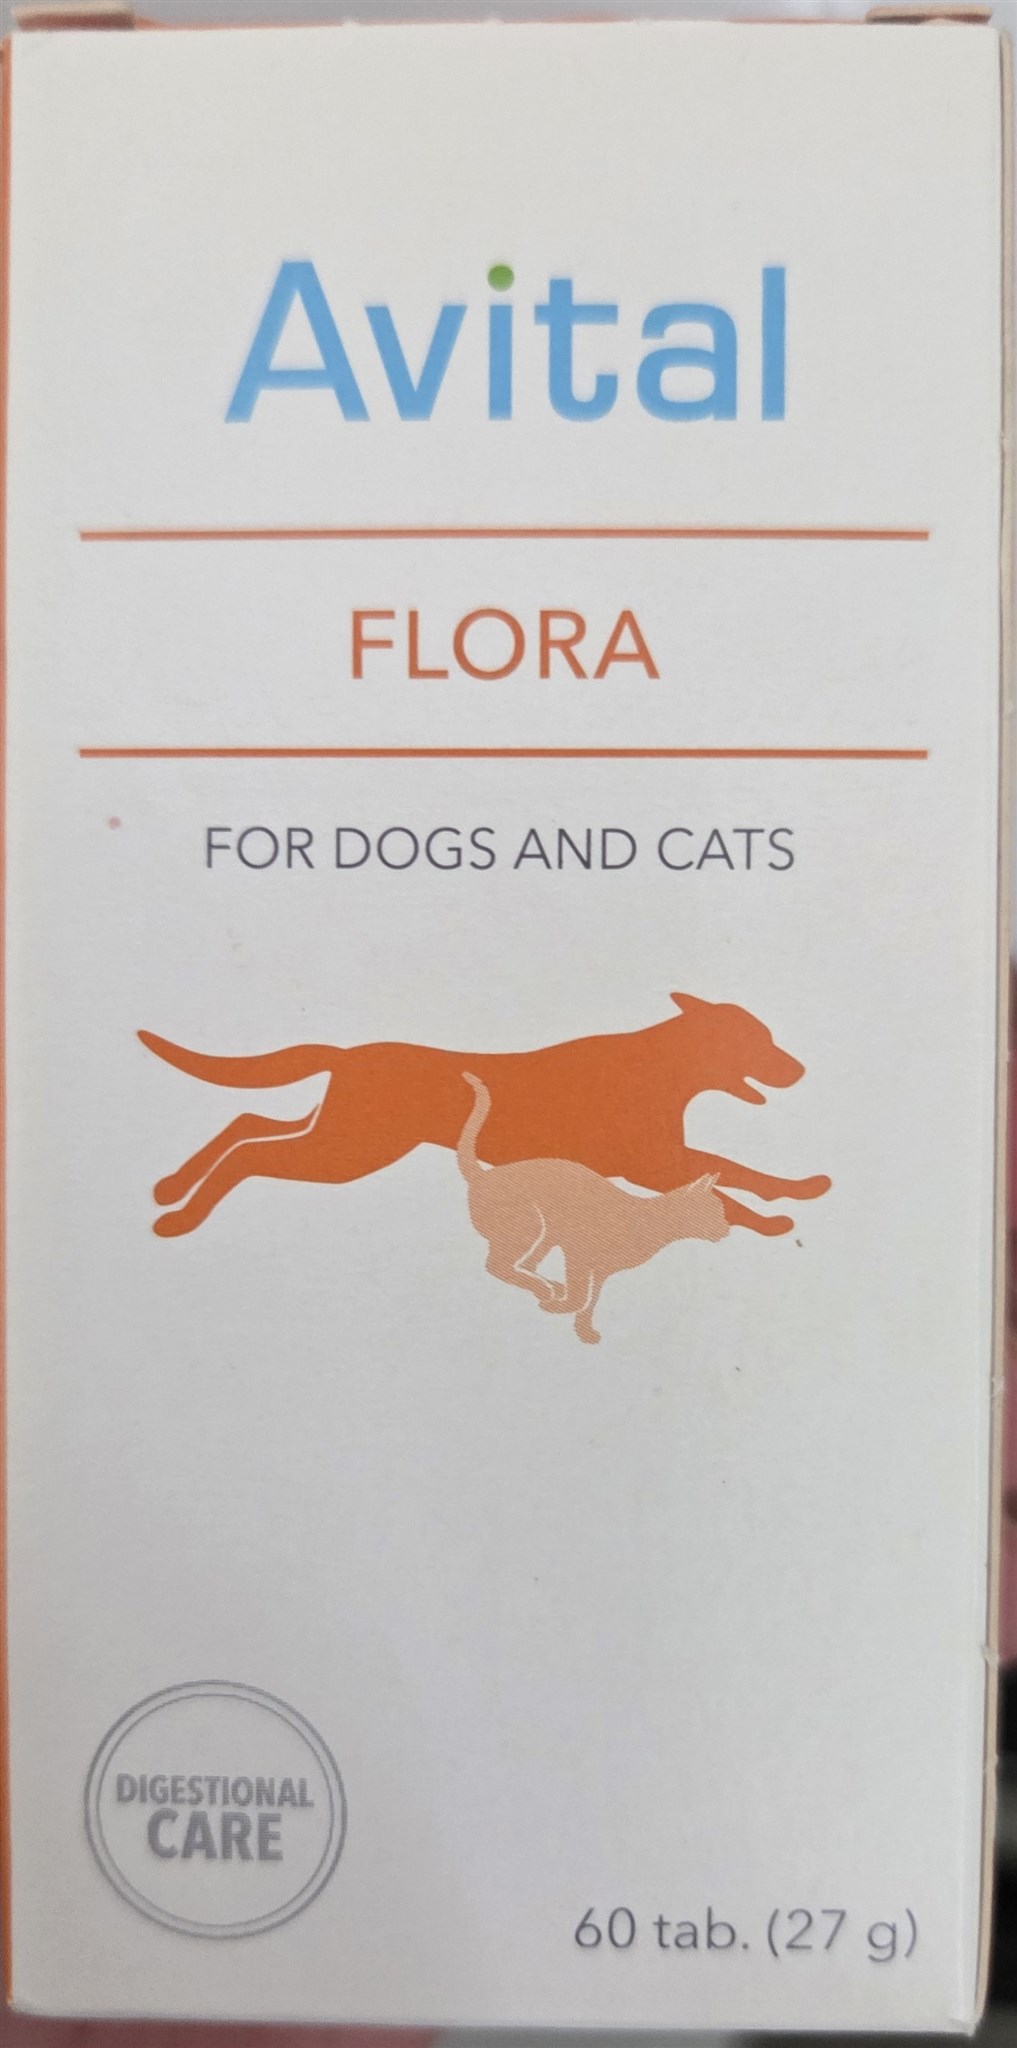 Avital
FLORA
FOR DOGS AND CATS
DIGESTIONAL
CARE
60 tab. (27 g)